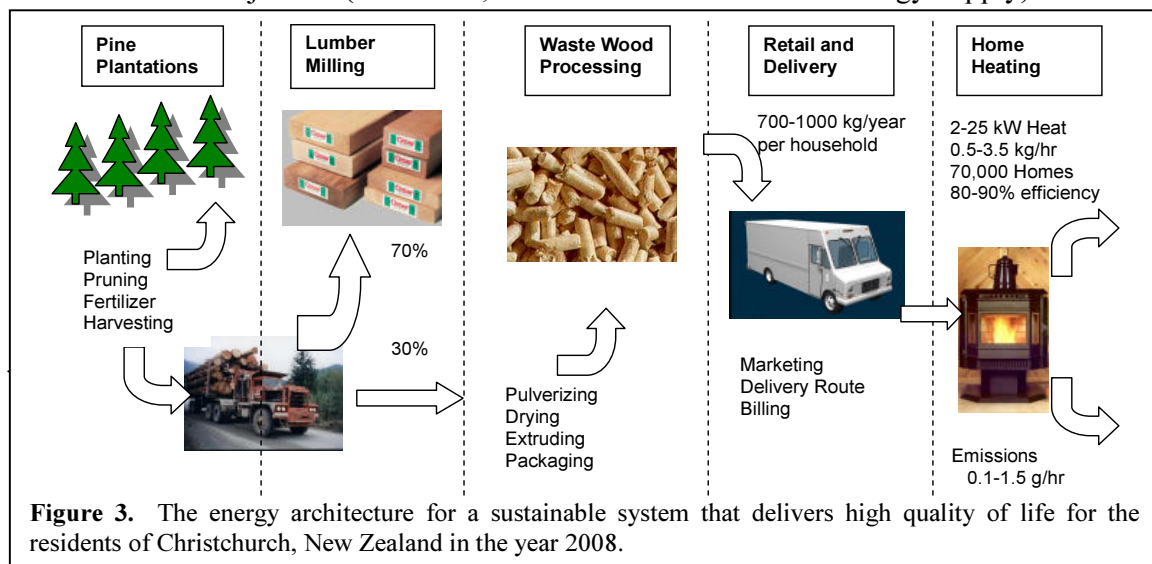 (
,
gy
pp y)
Pine
Plantations
Lumber
Milling
Waste Wood
Processing
Retail and
Delivery
Home
Heating
700-1000 kg/year
per household
2-25 kW Heat
0.5-3.5 kg/hr
70,000 Homes
80-90% efficiency
Planting
Pruning
Fertilizer
Harvesting
70%
30%
Pulverizing
Drying
Extruding
Packaging
Marketing
Delivery Route
Billing
Emissions
0.1-1.5 g/hr
Figure 3. The energy architecture for a sustainable system that delivers high quality of life for the
residents of Christchurch, New Zealand in the year 2008.